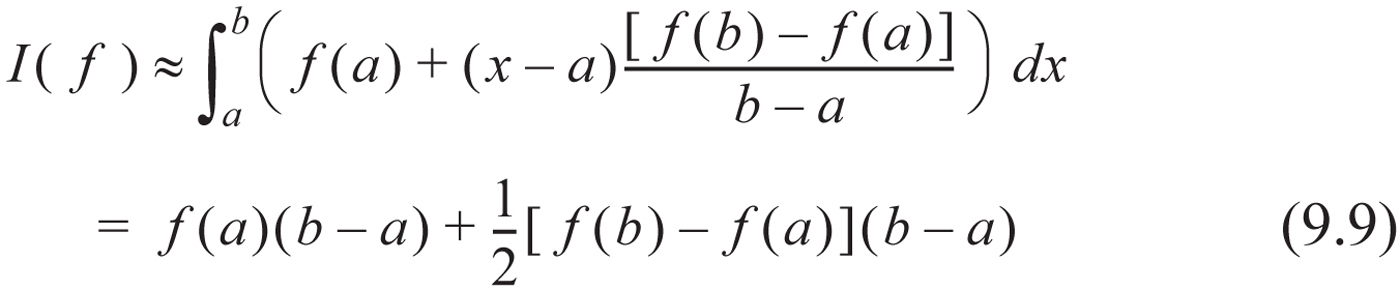 I( f ) ≈ ∫_a^b ( f(a) + (x – a) [ f(b) – f(a)] / b – a ) dx
= f(a)(b – a) + 1/2 [ f(b) – f(a)](b – a) (9.9)